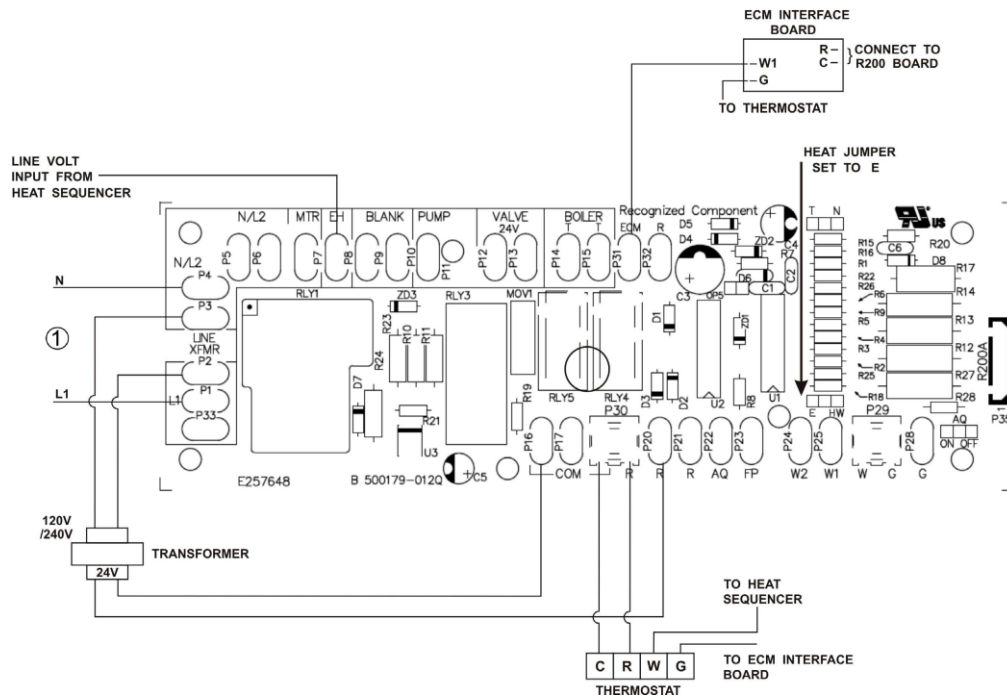 ECM INTERFACE
BOARD
R
C
W1
G
CONNECT TO
R200 BOARD
TO THERMOSTAT
LINE VOLT
INPUT FROM
HEAT SEQUENCER
HEAT JUMPER
SET TO E
N/L2 MTR EH BLANK PUMP VALVE 24V BOILER T T Recognized Component
ECM R
T N
D5
D4
ZD2
C4
R7
D6
C2
C1
C3
OP5
US
R15
R16
R1
R22
R26
R6
R9
R5
R4
R3
R2
R25
R18
C6
R20
D8
R17
R14
R13
R12
R27
R28
R200A
P5 P6 P7 P8 P9 P10 P11 P12 P13 P14 P15 P31 P32
N/L2
P4
N
P3
1
LINE
XFMR
P2
P1
L1
L1
P33
RLY1
ZD3
R23
R10
R11
R24
D7
R21
U3
C5
RLY3
MOV1
R19
RLY5
RLY4
D1
D3
D2
ZD1
R8
U2
U1
E HW
P29
AQ
ON OFF
P30
P16 P17 P20 P21 P22 P23 P24 P25 P28
COM R R R AQ FP W2 W1 W G G
E257648
B 500179-012Q
120V
/240V
TRANSFORMER
24V
TO HEAT
SEQUENCER
C R W G
TO ECM INTERFACE
BOARD
THERMOSTAT